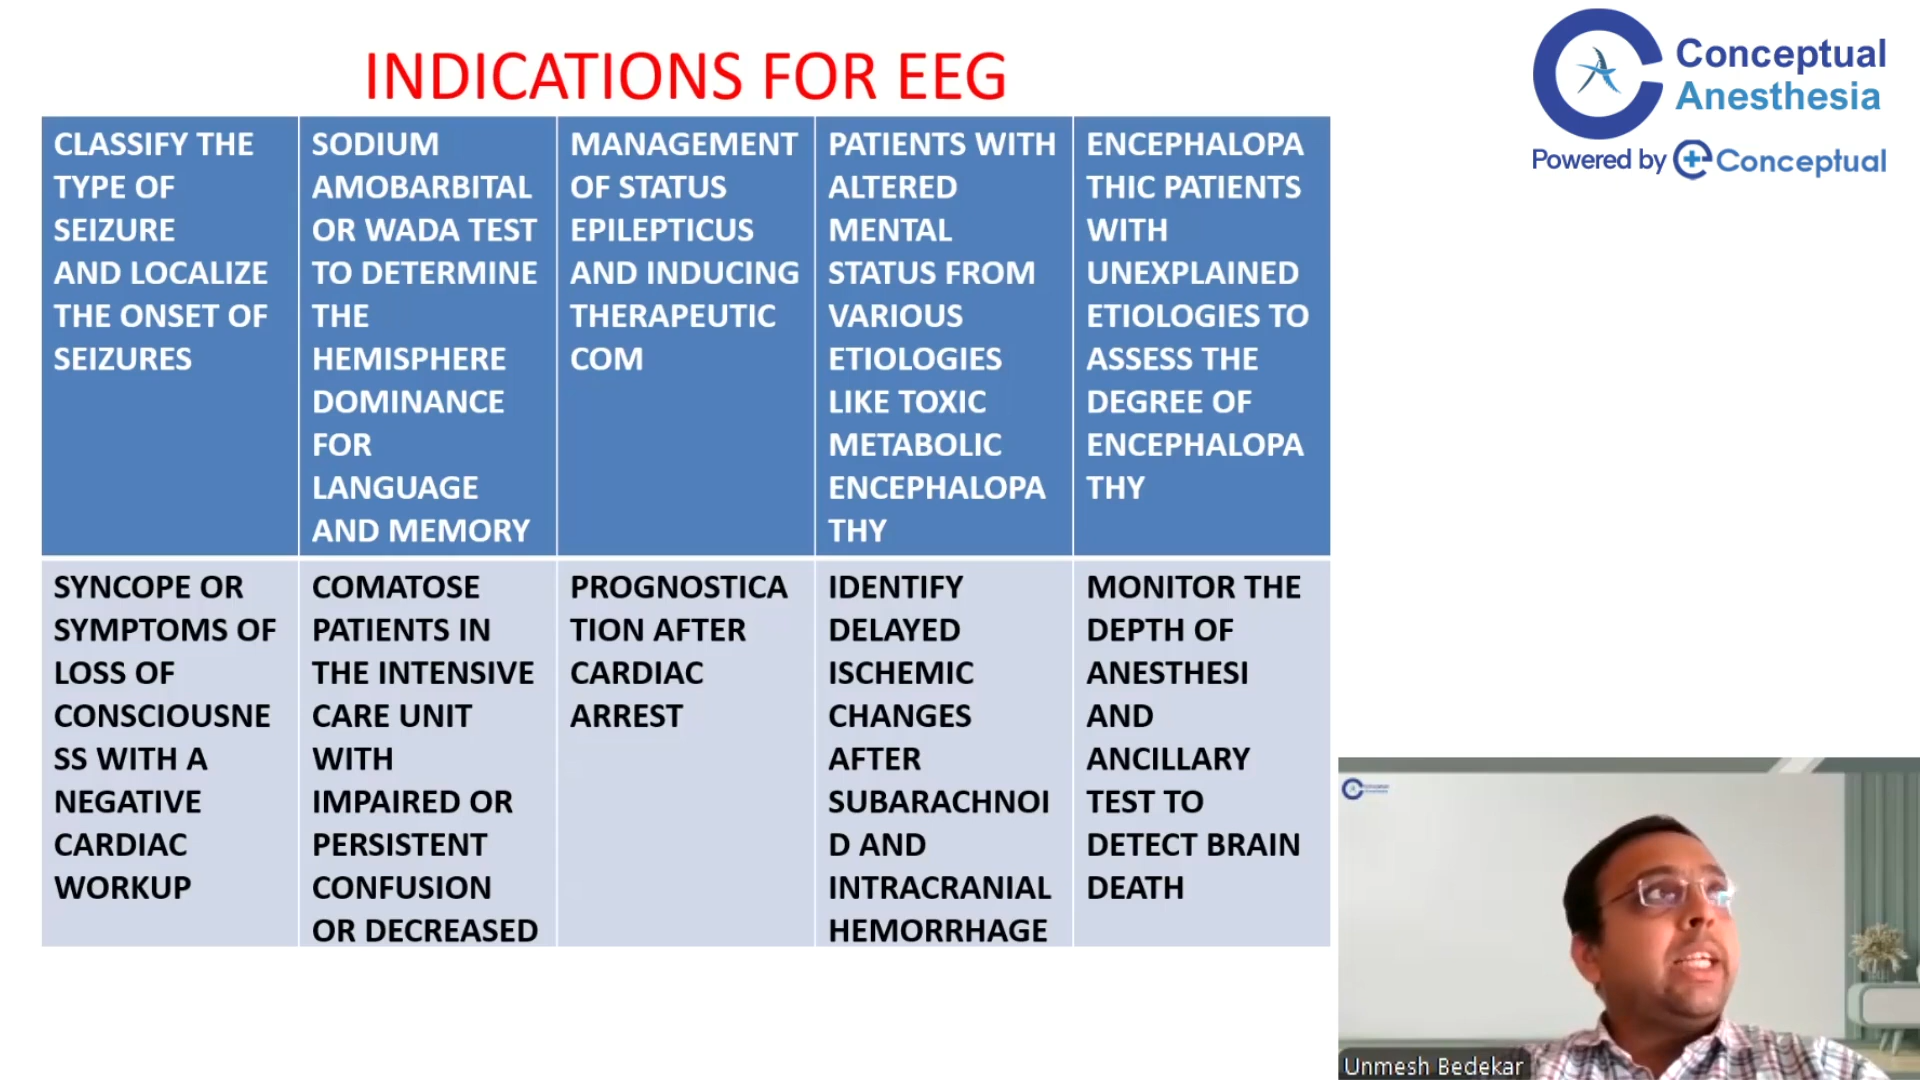 INDICATIONS FOR EEG
CLASSIFY THE
TYPE OF
SEIZURE
AND LOCALIZE
THE ONSET OF
SEIZURES
SODIUM
AMOBARBITAL
OR WADA TEST
TO DETERMINE
THE
HEMISPHERE
DOMINANCE
FOR
LANGUAGE
AND MEMORY
MANAGEMENT
OF STATUS
EPILEPTICUS
AND INDUCING
THERAPEUTIC
COM
PATIENTS WITH
ALTERED
MENTAL
STATUS FROM
VARIOUS
ETIOLOGIES
LIKE TOXIC
METABOLIC
ENCEPHALOPA
THY
ENCEPHALOPA
THIC PATIENTS
WITH
UNEXPLAINED
ETIOLOGIES TO
ASSESS THE
DEGREE OF
ENCEPHALOPA
THY
SYNCOPE OR
SYMPTOMS OF
LOSS OF
CONSCIOUSNE
SS WITH A
NEGATIVE
CARDIAC
WORKUP
COMATOSE
PATIENTS IN
THE INTENSIVE
CARE UNIT
WITH
IMPAIRED OR
PERSISTENT
CONFUSION
OR DECREASED
PROGNOSTICA
TION AFTER
CARDIAC
ARREST
IDENTIFY
DELAYED
ISCHEMIC
CHANGES
AFTER
SUBARACHNOI
D AND
INTRACRANIAL
HEMORRHAGE
MONITOR THE
DEPTH OF
ANESTHESI
AND
ANCILLARY
TEST TO
DETECT BRAIN
DEATH
Conceptual
Anesthesia
Powered by Conceptual
Unmesh Bedekar